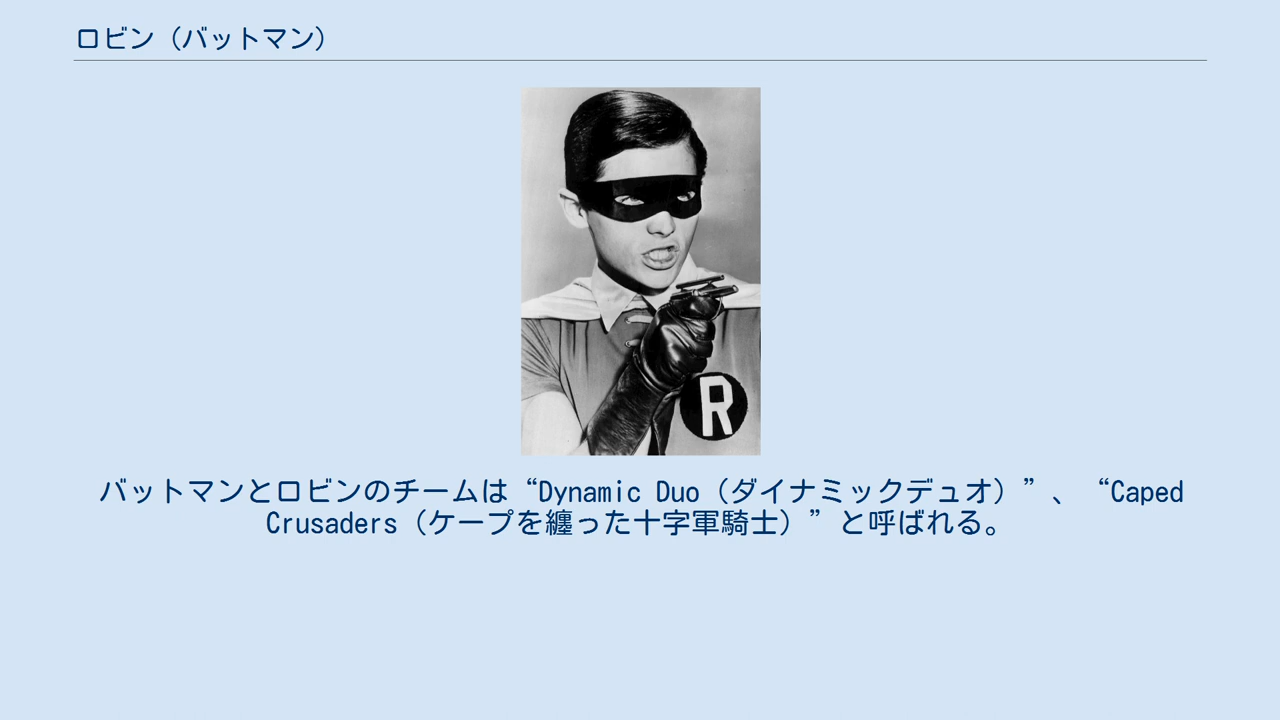 ロビン（バットマン）
R
バットマンとロビンのチームは“Dynamic Duo（ダイナミックデュオ）”、“Caped
Crusaders（ケープを纏った十字軍騎士）”と呼ばれる。